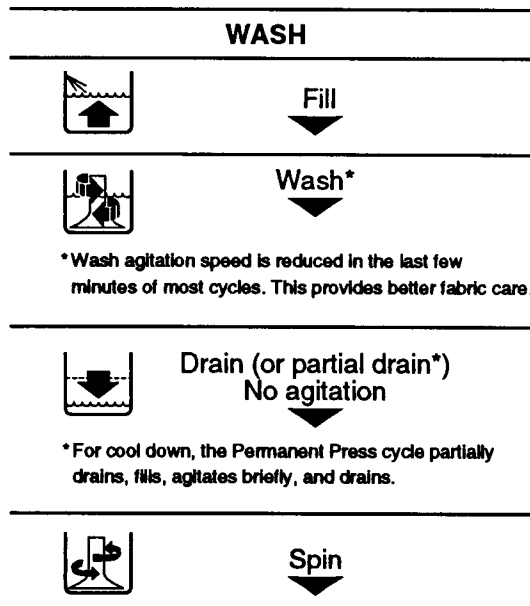 WASH
Fill
Wash*
*Wash agitation speed is reduced in the last few
minutes of most cycles. This provides better fabric care.
Drain (or partial drain*)
No agitation
*For cool down, the Permanent Press cycle partially
drains, fills, agitates briefly, and drains.
Spin